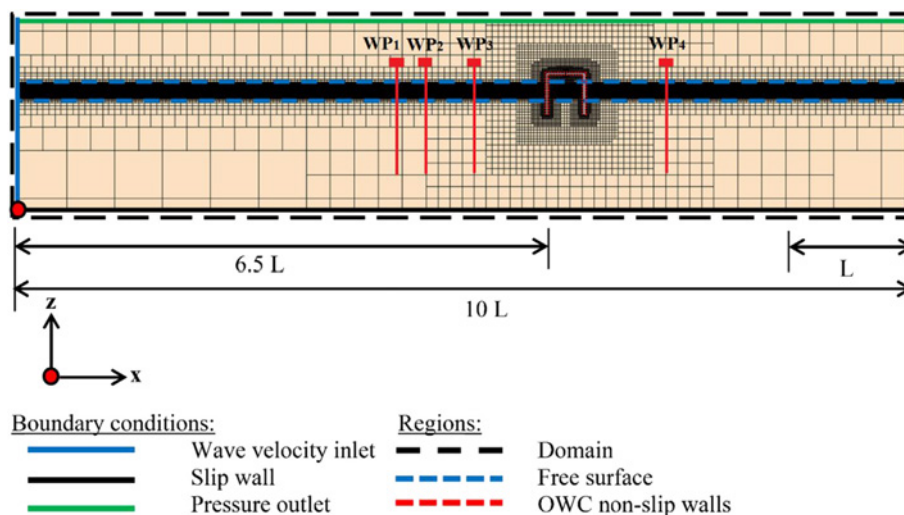 WP1 WP2 WP3 WP4
6.5 L
L
10 L
z
x
Boundary conditions:
Wave velocity inlet
Slip wall
Pressure outlet
Regions:
Domain
Free surface
OWC non-slip walls